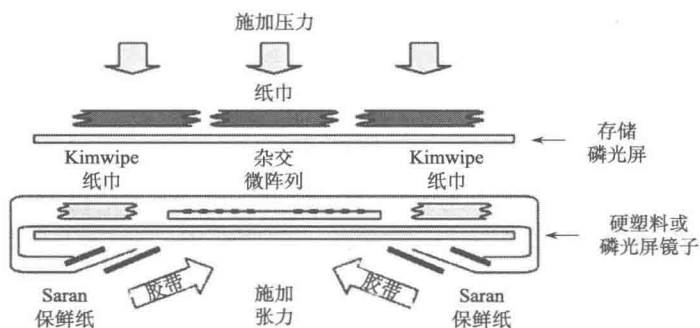 施加压力
纸巾
存储
磷光屏
Kimwipe
纸巾
杂交
微阵列
Kimwipe
纸巾
硬塑料或
磷光屏镜子
Saran
保鲜纸
胶带
施加
张力
胶带
Saran
保鲜纸